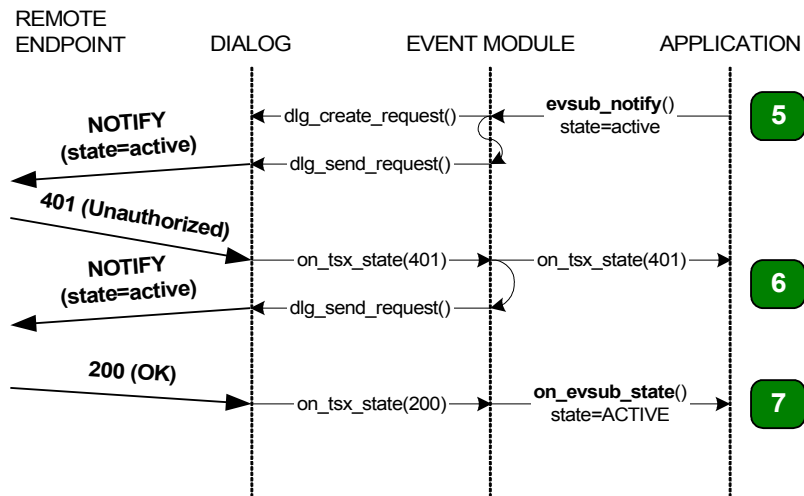 REMOTE
ENDPOINT
DIALOG
EVENT MODULE
APPLICATION
dlg_create_request()
evsub_notify()
state=active
5
NOTIFY
(state=active)
dlg_send_request()
401 (Unauthorized)
on_tsx_state(401)
on_tsx_state(401)
NOTIFY
(state=active)
dlg_send_request()
6
200 (OK)
on_tsx_state(200)
on_evsub_state()
state=ACTIVE
7